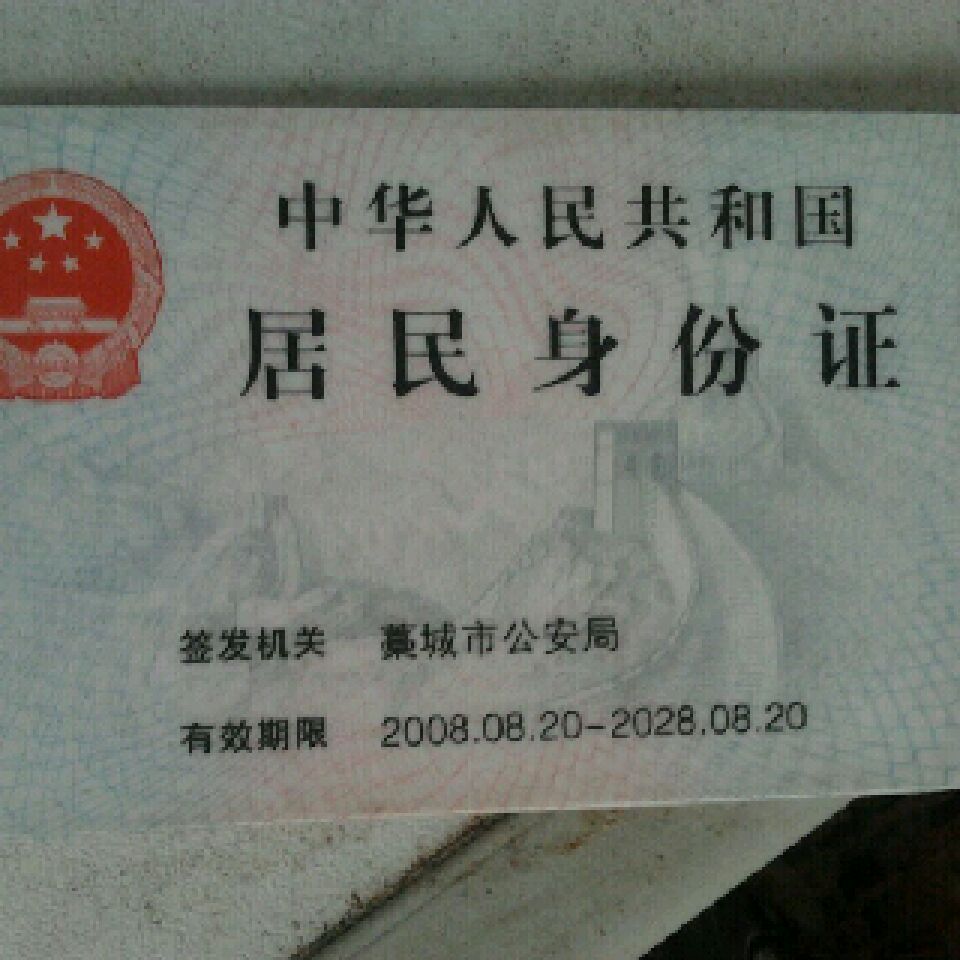 中华人民共和国
居民身份证
签发机关 藁城市公安局
有效期限 2008.08.20-2028.08.20